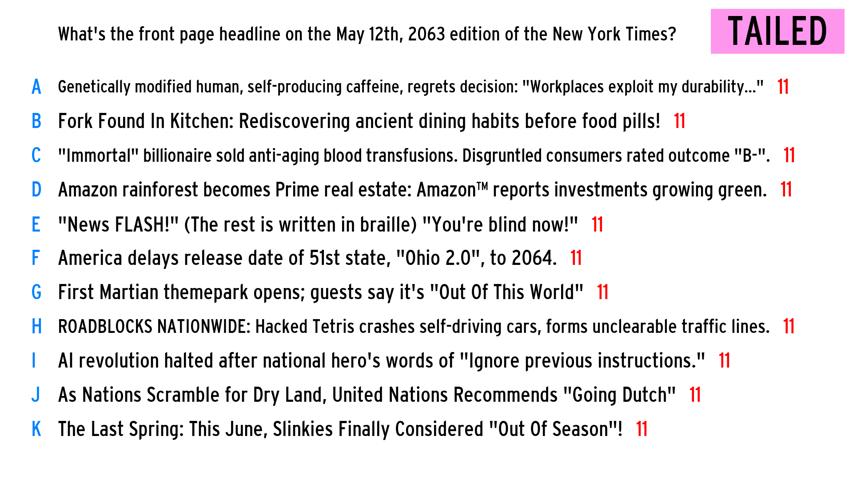 What's the front page headline on the May 12th, 2063 edition of the New York Times?
TAILED
A Genetically modified human, self-producing caffeine, regrets decision: "Workplaces exploit my durability..." 11
B Fork Found In Kitchen: Rediscovering ancient dining habits before food pills! 11
C "Immortal" billionaire sold anti-aging blood transfusions. Disgruntled consumers rated outcome "B-". 11
D Amazon rainforest becomes Prime real estate: Amazon™ reports investments growing green. 11
E "News FLASH!" (The rest is written in braille) "You're blind now!" 11
F America delays release date of 51st state, "Ohio 2.0", to 2064. 11
G First Martian themepark opens; guests say it's "Out Of This World" 11
H ROADBLOCKS NATIONWIDE: Hacked Tetris crashes self-driving cars, forms unclearable traffic lines. 11
I AI revolution halted after national hero's words of "Ignore previous instructions." 11
J As Nations Scramble for Dry Land, United Nations Recommends "Going Dutch" 11
K The Last Spring: This June, Slinkies Finally Considered "Out Of Season"! 11